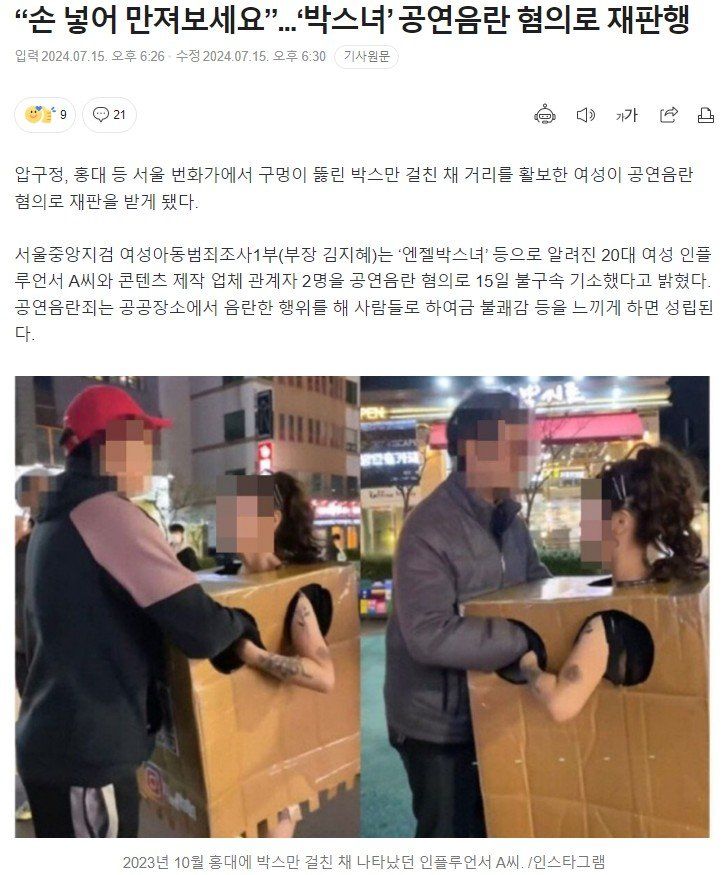 “손 넣어 만져보세요”...‘박스녀’ 공연음란 혐의로 재판행
입력 2024.07.15. 오후 6:26 · 수정 2024.07.15. 오후 6:30 기사원문
9 21 가가
압구정, 홍대 등 서울 번화가에서 구멍이 뚫린 박스만 걸친 채 거리를 활보한 여성이 공연음란
혐의로 재판을 받게 됐다.
서울중앙지검 여성아동범죄조사1부(부장 김지혜)는 ‘엔젤박스녀’ 등으로 알려진 20대 여성 인플
루언서 A씨와 콘텐츠 제작 업체 관계자 2명을 공연음란 혐의로 15일 불구속 기소했다고 밝혔다.
공연음란죄는 공공장소에서 음란한 행위를 해 사람들로 하여금 불쾌감 등을 느끼게 하면 성립된
다.
OPEN
2023년 10월 홍대에 박스만 걸친 채 나타났던 인플루언서 A씨. /인스타그램